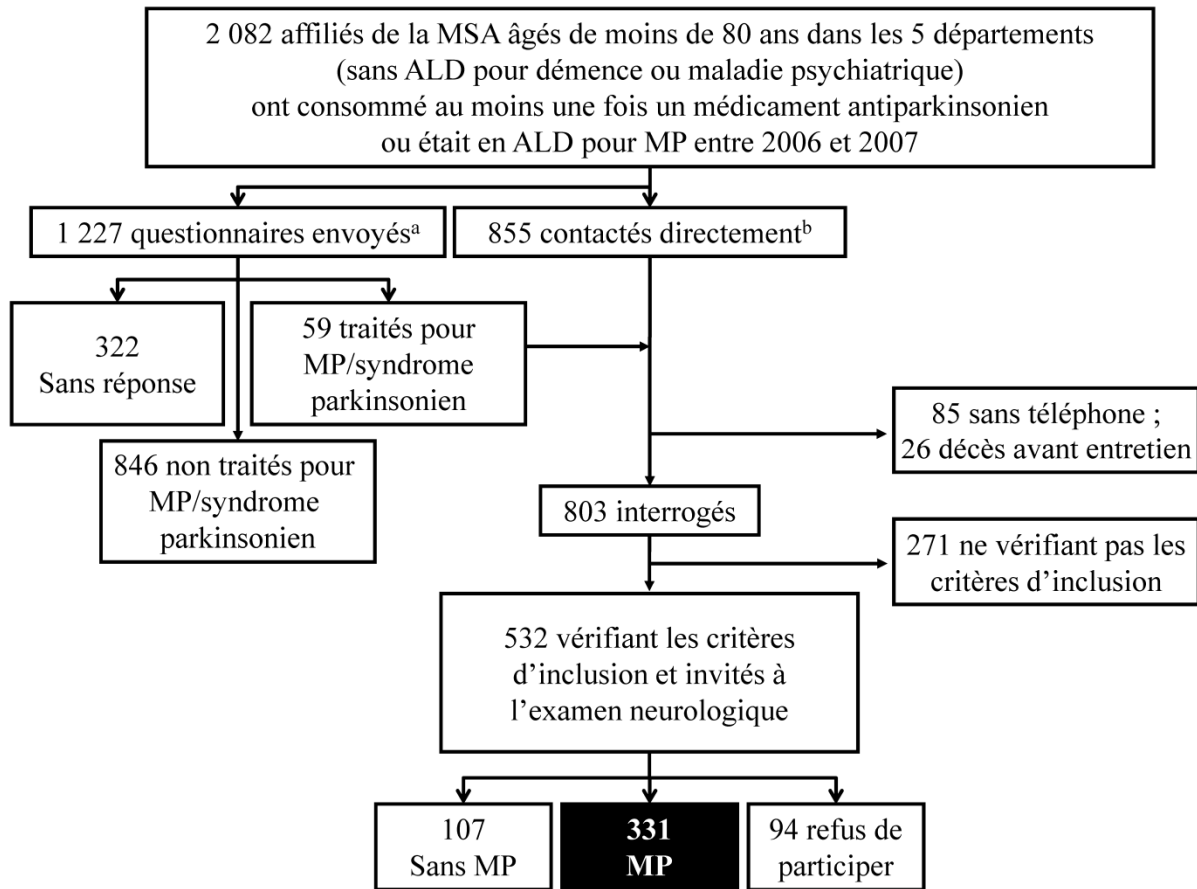 2 082 affiliés de la MSA âgés de moins de 80 ans dans les 5 départements
(sans ALD pour démence ou maladie psychiatrique)
ont consommé au moins une fois un médicament antiparkinsonien
ou était en ALD pour MP entre 2006 et 2007
1 227 questionnaires envoyésᵃ
855 contactés directementᵇ
322
Sans réponse
59 traités pour
MP/syndrome
parkinsonien
846 non traités pour
MP/syndrome
parkinsonien
85 sans téléphone ;
26 décès avant entretien
803 interrogés
271 ne vérifiant pas les
critères d’inclusion
532 vérifiant les critères
d’inclusion et invités à
l’examen neurologique
107
Sans MP
331
MP
94 refus de
participer